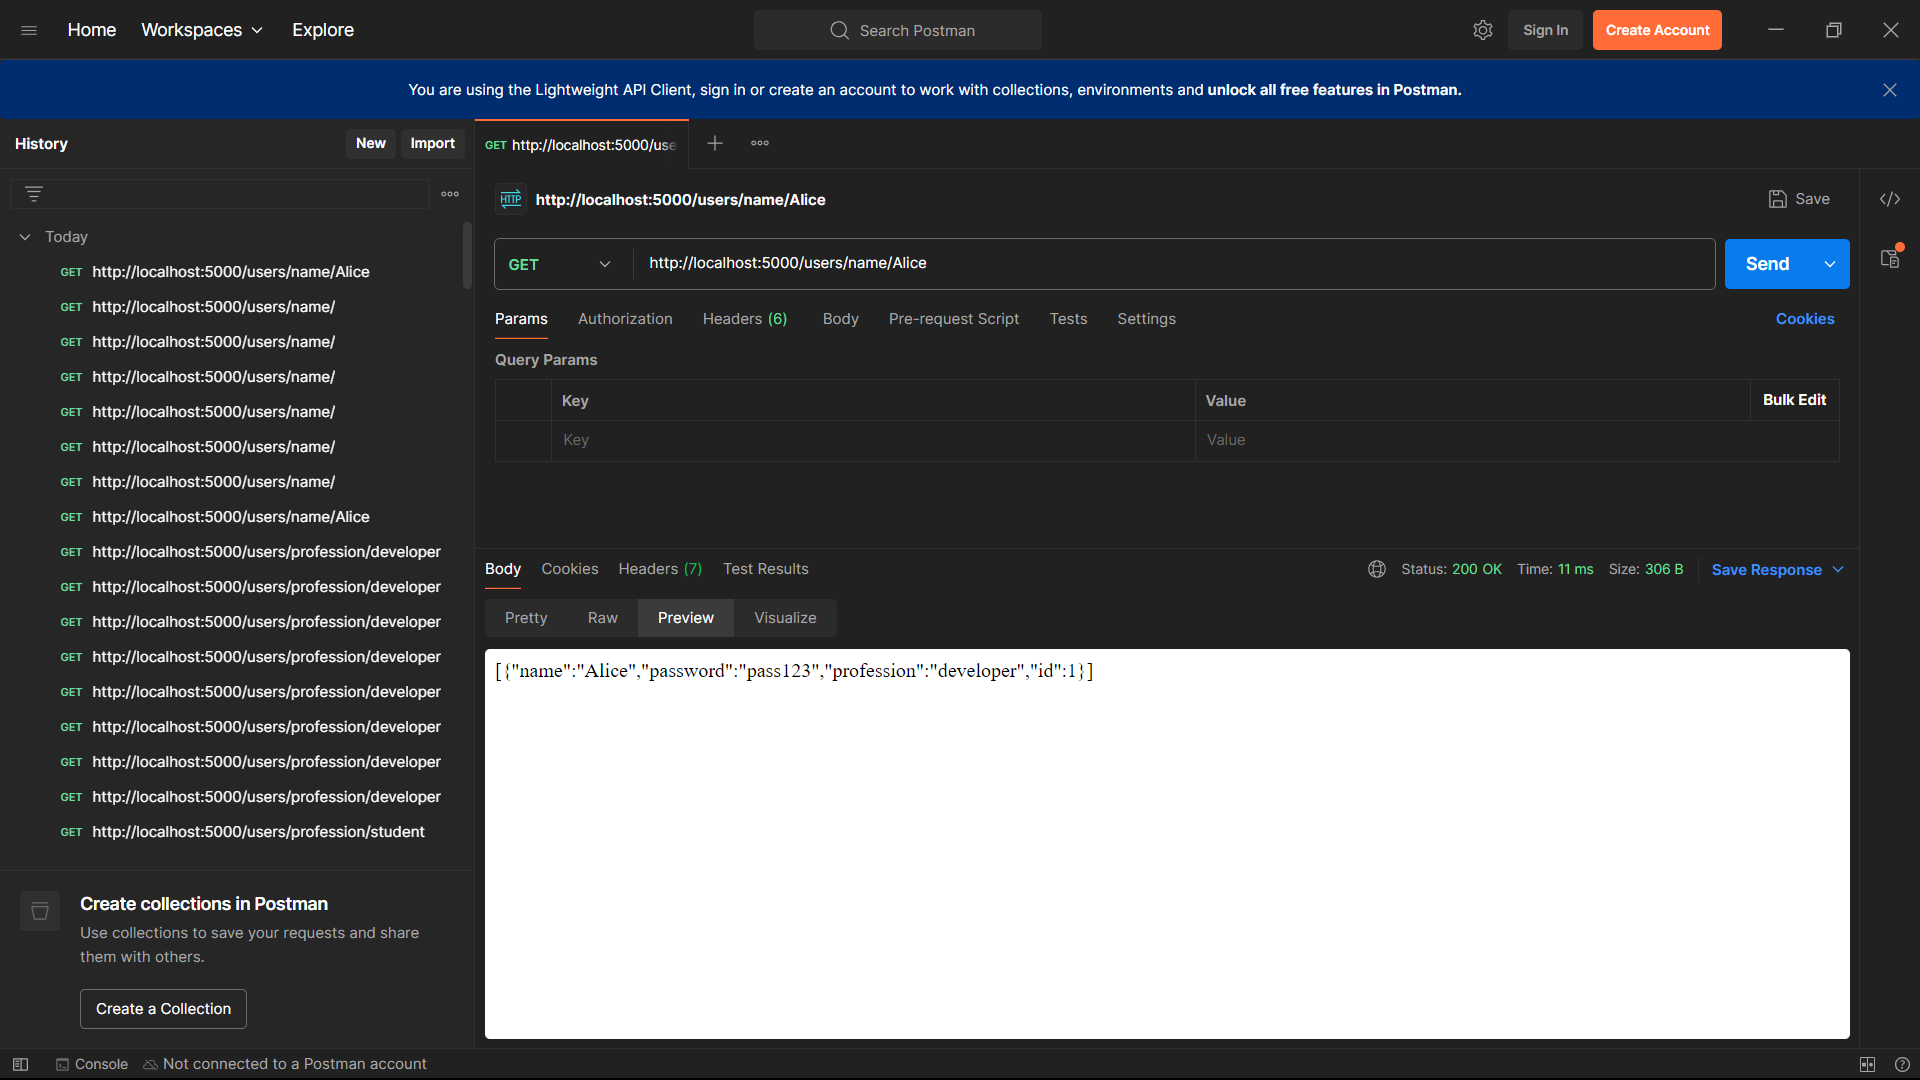 Home Workspaces Explore Search Postman Sign In Create Account
You are using the Lightweight API Client, sign in or create an account to work with collections, environments and unlock all free features in Postman.
History New Import
GET http://localhost:5000/use
HTTP http://localhost:5000/users/name/Alice Save
Today
GET http://localhost:5000/users/name/Alice
GET http://localhost:5000/users/name/
GET http://localhost:5000/users/name/
GET http://localhost:5000/users/name/
GET http://localhost:5000/users/name/
GET http://localhost:5000/users/name/
GET http://localhost:5000/users/name/
GET http://localhost:5000/users/name/Alice
GET http://localhost:5000/users/profession/developer
GET http://localhost:5000/users/profession/developer
GET http://localhost:5000/users/profession/developer
GET http://localhost:5000/users/profession/developer
GET http://localhost:5000/users/profession/developer
GET http://localhost:5000/users/profession/developer
GET http://localhost:5000/users/profession/developer
GET http://localhost:5000/users/profession/developer
GET http://localhost:5000/users/profession/student
Create collections in Postman
Use collections to save your requests and share
them with others.
Create a Collection
GET http://localhost:5000/users/name/Alice Send
Params Authorization Headers (6) Body Pre-request Script Tests Settings Cookies
Query Params
Key Value Bulk Edit
Key Value
Body Cookies Headers (7) Test Results Status: 200 OK Time: 11 ms Size: 306 B Save Response
Pretty Raw Preview Visualize
[{"name":"Alice","password":"pass123","profession":"developer","id":1}]
Console Not connected to a Postman account